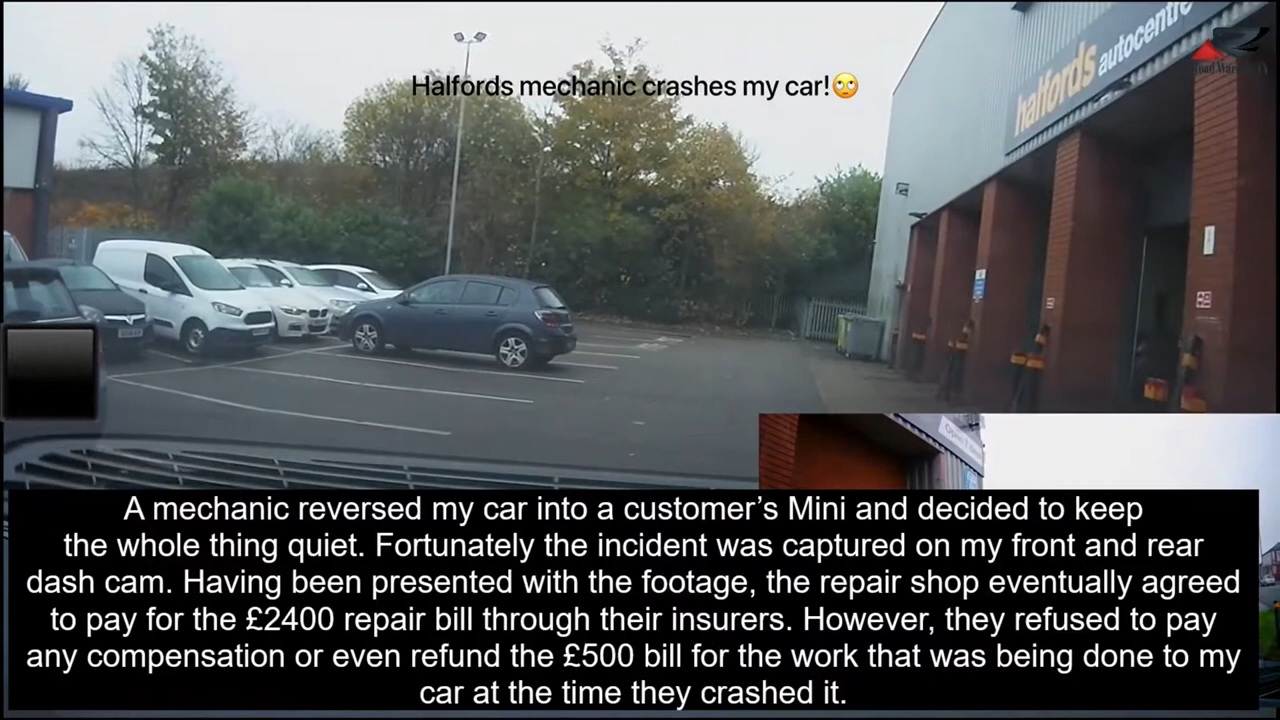 Halfords mechanic crashes my car!🙄
halfords autocentre
A mechanic reversed my car into a customer’s Mini and decided to keep
the whole thing quiet. Fortunately the incident was captured on my front and rear
dash cam. Having been presented with the footage, the repair shop eventually agreed
to pay for the £2400 repair bill through their insurers. However, they refused to pay
any compensation or even refund the £500 bill for the work that was being done to my
car at the time they crashed it.